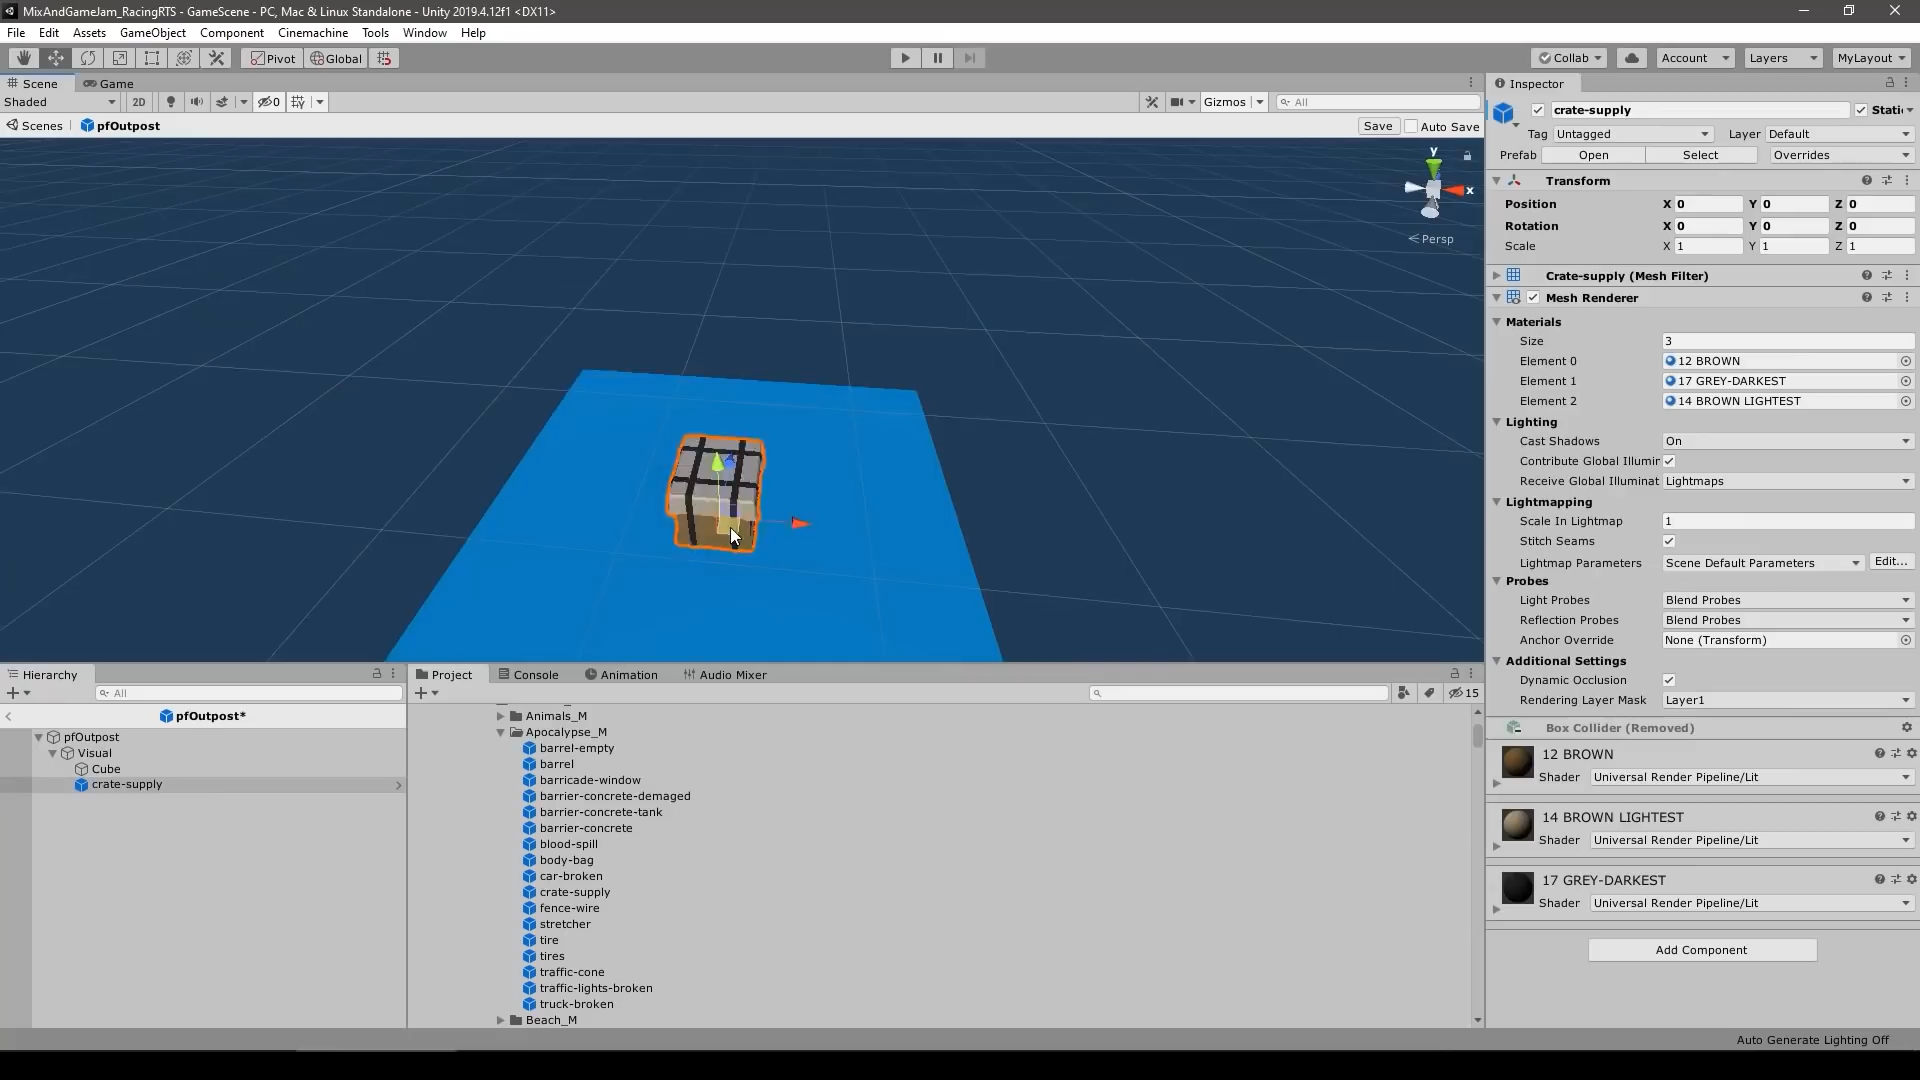 MixAndGameJam_RacingRTS - GameScene - PC, Mac & Linux Standalone - Unity 2019.4.12f1 <DX11>
File Edit Assets GameObject Component Cinemachine Tools Window Help
Pivot Global Collab Account Layers MyLayout
Scene Game
Shaded 2D 0 Gizmos All
Scenes pfOutpost Save Auto Save
y
x
Persp
Inspector
crate-supply Stati
Tag Untagged Layer Default
Prefab Open Select Overrides
Transform
Position X 0 Y 0 Z 0
Rotation X 0 Y 0 Z 0
Scale X 1 Y 1 Z 1
Crate-supply (Mesh Filter)
Mesh Renderer
Materials
Size 3
Element 0 12 BROWN
Element 1 17 GREY-DARKEST
Element 2 14 BROWN LIGHTEST
Lighting
Cast Shadows On
Contribute Global Illumir
Receive Global Illuminat Lightmaps
Lightmapping
Scale In Lightmap 1
Stitch Seams
Lightmap Parameters Scene Default Parameters Edit...
Probes
Light Probes Blend Probes
Reflection Probes Blend Probes
Anchor Override None (Transform)
Additional Settings
Dynamic Occlusion
Rendering Layer Mask Layer1
Box Collider (Removed)
12 BROWN
Shader Universal Render Pipeline/Lit
14 BROWN LIGHTEST
Shader Universal Render Pipeline/Lit
17 GREY-DARKEST
Shader Universal Render Pipeline/Lit
Add Component
Hierarchy
All
pfOutpost*
pfOutpost
Visual
Cube
crate-supply
Project Console Animation Audio Mixer
15
Animals_M
Apocalypse_M
barrel-empty
barrel
barricade-window
barrier-concrete-demaged
barrier-concrete-tank
barrier-concrete
blood-spill
body-bag
car-broken
crate-supply
fence-wire
stretcher
tire
tires
traffic-cone
traffic-lights-broken
truck-broken
Beach_M
Auto Generate Lighting Off